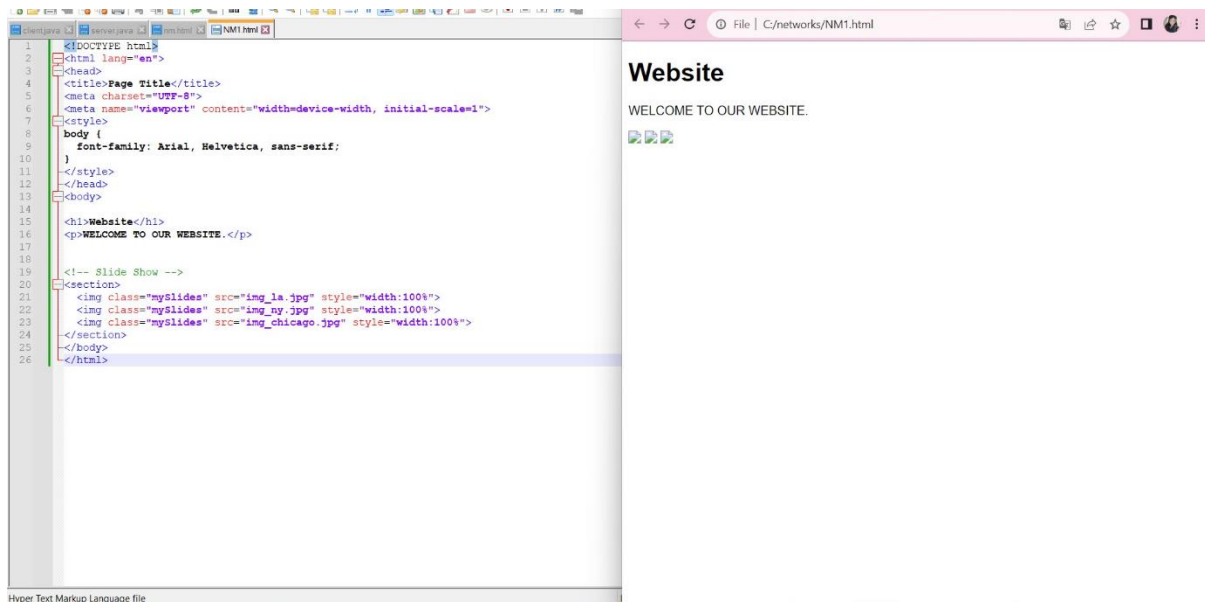 client.java server.java nm.html NM1.html
1 <!DOCTYPE html>
2 <html lang="en">
3 <head>
4 <title>Page Title</title>
5 <meta charset="UTF-8">
6 <meta name="viewport" content="width=device-width, initial-scale=1">
7 <style>
8 body {
9 font-family: Arial, Helvetica, sans-serif;
10 }
11 </style>
12 </head>
13 <body>
14
15 <h1>Website</h1>
16 <p>WELCOME TO OUR WEBSITE.</p>
17
18
19 <!-- Slide Show -->
20 <section>
21 <img class="mySlides" src="img_la.jpg" style="width:100%">
22 <img class="mySlides" src="img_ny.jpg" style="width:100%">
23 <img class="mySlides" src="img_chicago.jpg" style="width:100%">
24 </section>
25 </body>
26 </html>
Hyper Text Markup Language file
File | C:/networks/NM1.html
Website
WELCOME TO OUR WEBSITE.